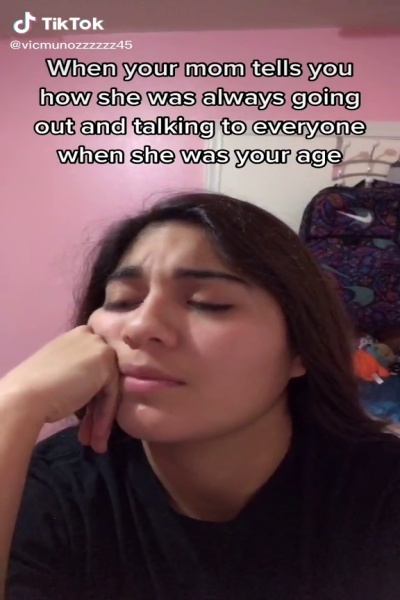 TikTok
@vicmunozzzzzz45
When your mom tells you
how she was always going
out and talking to everyone
when she was your age